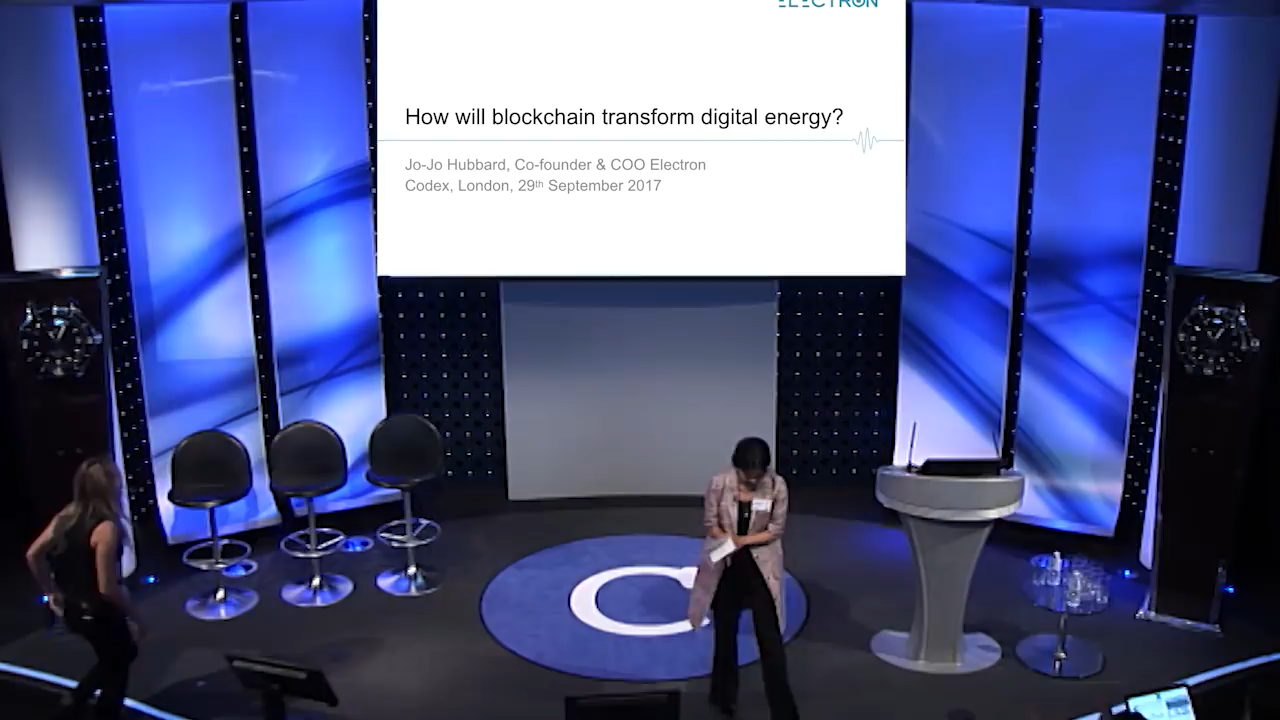 ELECTRON
How will blockchain transform digital energy?
Jo-Jo Hubbard, Co-founder & COO Electron
Codex, London, 29th September 2017
C